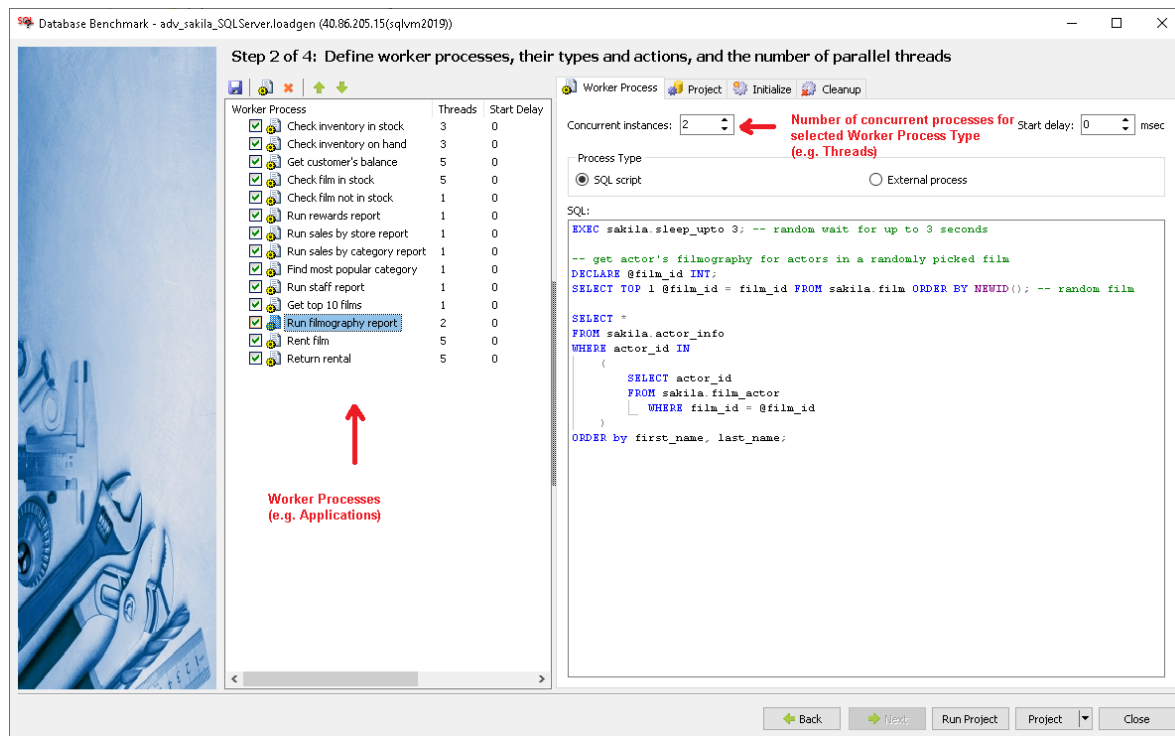 Database Benchmark - adv_sakila_SQLServer.loadgen (40.86.205.15(sqlvm2019))
Step 2 of 4: Define worker processes, their types and actions, and the number of parallel threads
Worker Process Threads Start Delay
Check inventory in stock 3 0
Check inventory on hand 3 0
Get customer's balance 5 0
Check film in stock 5 0
Check film not in stock 1 0
Run rewards report 1 0
Run sales by store report 1 0
Run sales by category report 1 0
Find most popular category 1 0
Run staff report 1 0
Get top 10 films 1 0
Run filmography report 2 0
Rent film 5 0
Return rental 5 0
Worker Processes
(e.g. Applications)
Worker Process Project Initialize Cleanup
Concurrent instances: 2
Number of concurrent processes for
selected Worker Process Type
(e.g. Threads)
Start delay: 0 msec
Process Type
SQL script External process
SQL:
EXEC sakila.sleep_upto 3; -- random wait for up to 3 seconds
-- get actor's filmography for actors in a randomly picked film
DECLARE @film_id INT;
SELECT TOP 1 @film_id = film_id FROM sakila.film ORDER BY NEWID(); -- random film
SELECT *
FROM sakila.actor_info
WHERE actor_id IN
(
SELECT actor_id
FROM sakila.film_actor
WHERE film_id = @film_id
)
ORDER by first_name, last_name;
Back Next Run Project Project Close